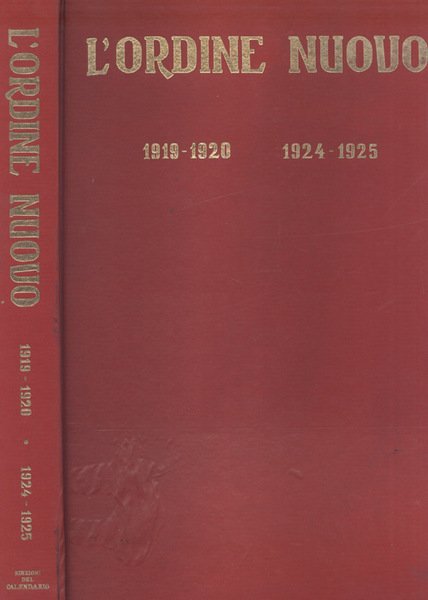 L'ORDINE NUOVO
1919-1920 • 1924-1925
EDIZIONI
DEL
CALENDARIO
L'ORDINE NUOVO
1919-1920 1924-1925